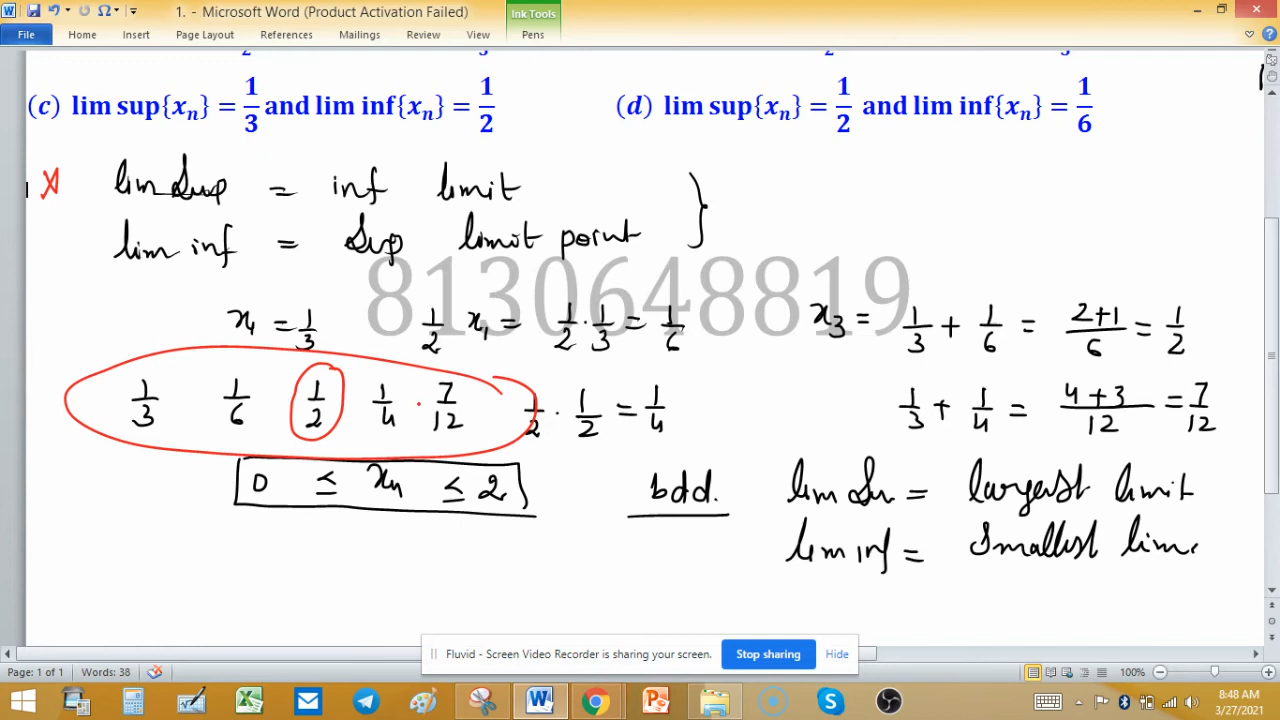 1. - Microsoft Word (Product Activation Failed)
Ink Tools
File Home Insert Page Layout References Mailings Review View Pens
(c) lim sup{xₙ} = 1/3 and lim inf{xₙ} = 1/2
(d) lim sup{xₙ} = 1/2 and lim inf{xₙ} = 1/6
lim Sup = inf limit
lim inf = Sup limit point
8130648819
x₁ = 1/3 1/2 x₁ = 1/2 · 1/3 = 1/6 x₃ = 1/3 + 1/6 = 2+1/6 = 1/2
1/3 1/6 1/2 1/4 · 7/12 1/2 · 1/2 = 1/4 1/3 + 1/4 = 4+3/12 = 7/12
0 ≤ xₙ ≤ 2 bdd. lim Su = largest limit
lim inf = Smallest lim
Fluvid - Screen Video Recorder is sharing your screen. Stop sharing Hide
Page: 1 of 1 Words: 38 100%
8:48 AM
3/27/2021